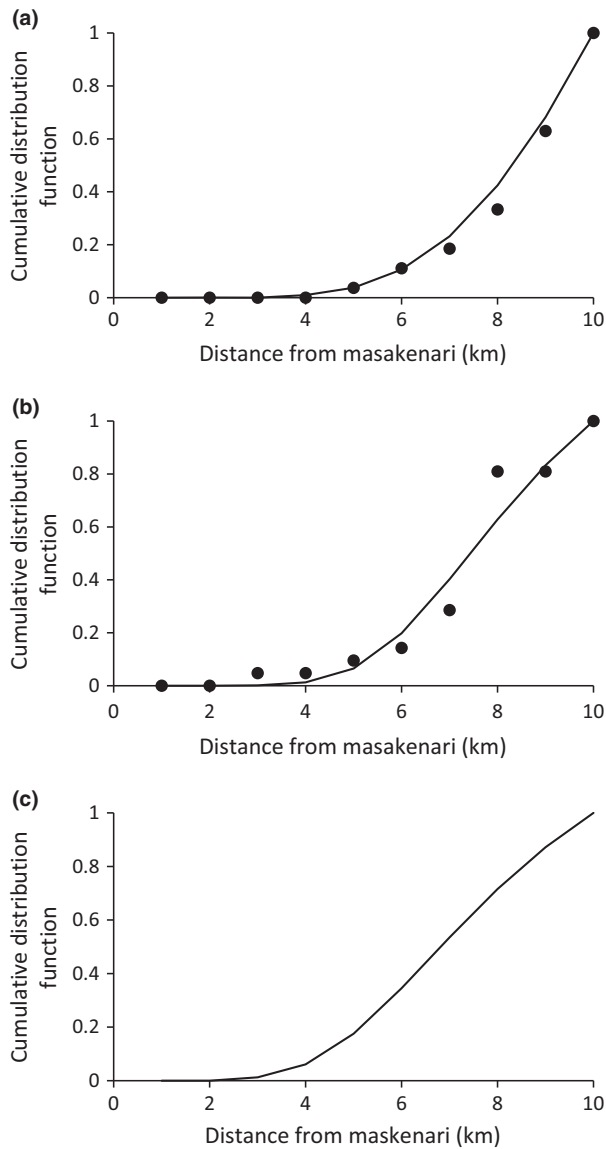 (a)
Cumulative distribution
function
1
0.8
0.6
0.4
0.2
0
0 2 4 6 8 10
Distance from masakenari (km)
(b)
Cumulative distribution
function
1
0.8
0.6
0.4
0.2
0
0 2 4 6 8 10
Distance from masakenari (km)
(c)
Cumulative distribution
function
1
0.8
0.6
0.4
0.2
0
0 2 4 6 8 10
Distance from maskenari (km)